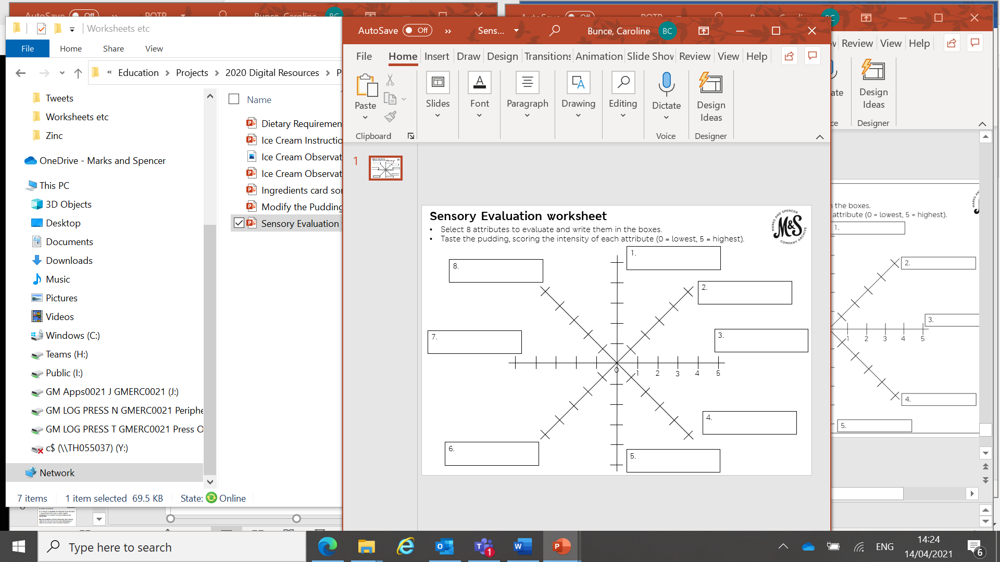 Worksheets etc
File Home Share View
« Education > Projects > 2020 Digital Resources > P
Tweets
Worksheets etc
Zinc
OneDrive - Marks and Spencer
This PC
3D Objects
Desktop
Documents
Downloads
Music
Pictures
Videos
Windows (C:)
Teams (H:)
Public (I:)
GM Apps0021 J GMERC0021 (J:)
GM LOG PRESS N GMERC0021 Periphe
GM LOG PRESS T GMERC0021 Press O
c$ (\\TH055037) (Y:)
Network
Name
Dietary Requiremen
Ice Cream Instructio
Ice Cream Observat
Ice Cream Observat
Ingredients card sor
Modify the Pudding
Sensory Evaluation
7 items 1 item selected 69.5 KB State: Online
AutoSave Off » Sens... Bunce, Caroline BC
File Home Insert Draw Design Transitions Animation Slide Shov Review View Help
Paste Slides Font Paragraph Drawing Editing Dictate Design Ideas
Clipboard Voice Designer
1
Sensory Evaluation worksheet
• Select 8 attributes to evaluate and write them in the boxes.
• Taste the pudding, scoring the intensity of each attribute (0 = lowest, 5 = highest).
MARKS AND SPENCER
M&S
COMPANY ARCHIVE
1.
8.
2.
7.
3.
0 1 2 3 4 5
4.
6.
5.
Review View Help
Design Ideas
Designer
n the boxes.
attribute (0 = lowest, 5 = highest).
1.
2.
3.
1 2 3 4 5
4.
5.
Type here to search
1
ENG
14:24
14/04/2021
6